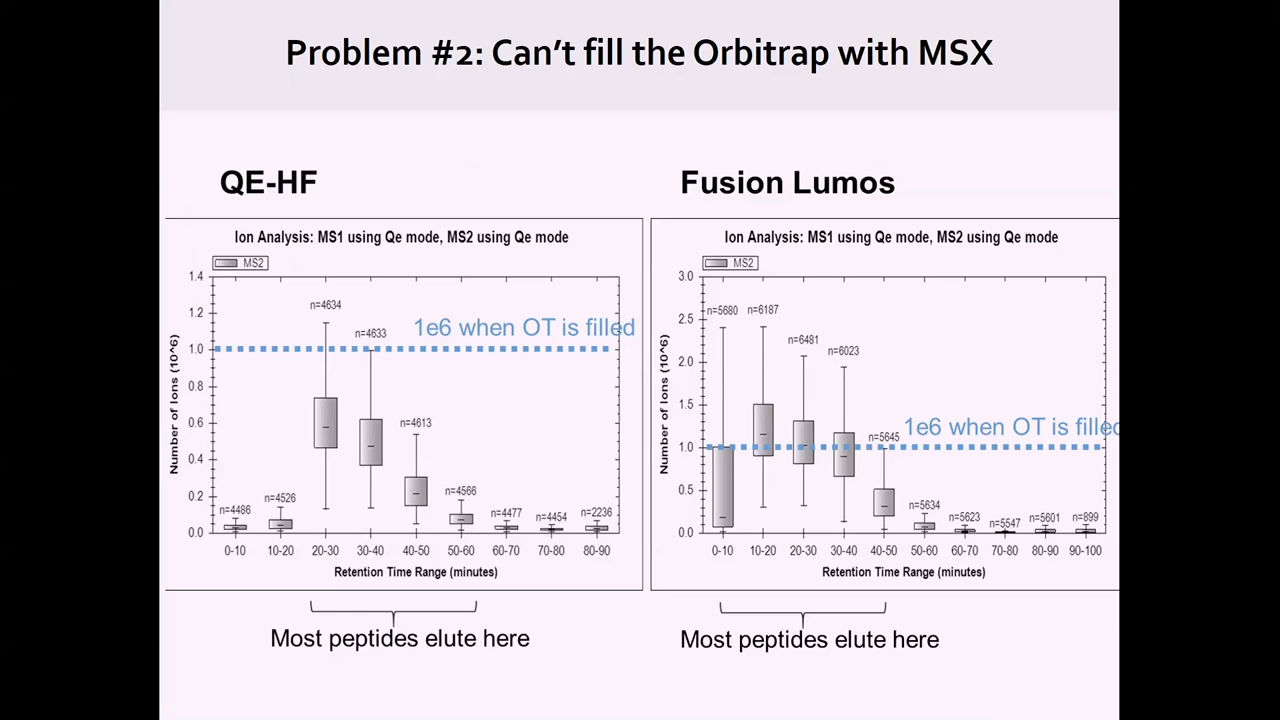 Problem #2: Can't fill the Orbitrap with MSX
QE-HF
Ion Analysis: MS1 using Qe mode, MS2 using Qe mode
MS2
Number of Ions (10^6)
1.4
1.2
1.0
0.8
0.6
0.4
0.2
0.0
n=4486
n=4526
n=4634
n=4633
n=4613
n=4566
n=4477
n=4454
n=2236
1e6 when OT is filled
0-10 10-20 20-30 30-40 40-50 50-60 60-70 70-80 80-90
Retention Time Range (minutes)
Most peptides elute here
Fusion Lumos
Ion Analysis: MS1 using Qe mode, MS2 using Qe mode
MS2
Number of Ions (10^6)
3.0
2.5
2.0
1.5
1.0
0.5
0.0
n=5680
n=6187
n=6481
n=6023
n=5645
n=5634
n=5623
n=5547
n=5601
n=899
1e6 when OT is filled
0-10 10-20 20-30 30-40 40-50 50-60 60-70 70-80 80-90 90-100
Retention Time Range (minutes)
Most peptides elute here